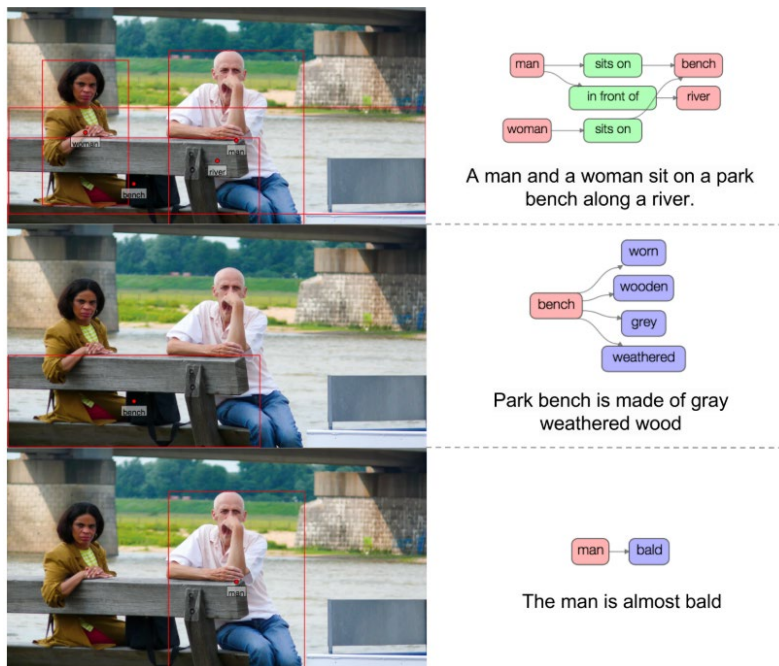 man
sits on
bench
in front of
river
woman
sits on
A man and a woman sit on a park
bench along a river.
woman
man
river
bench
worn
wooden
bench
grey
weathered
Park bench is made of gray
weathered wood
bench
man
bald
The man is almost bald
man